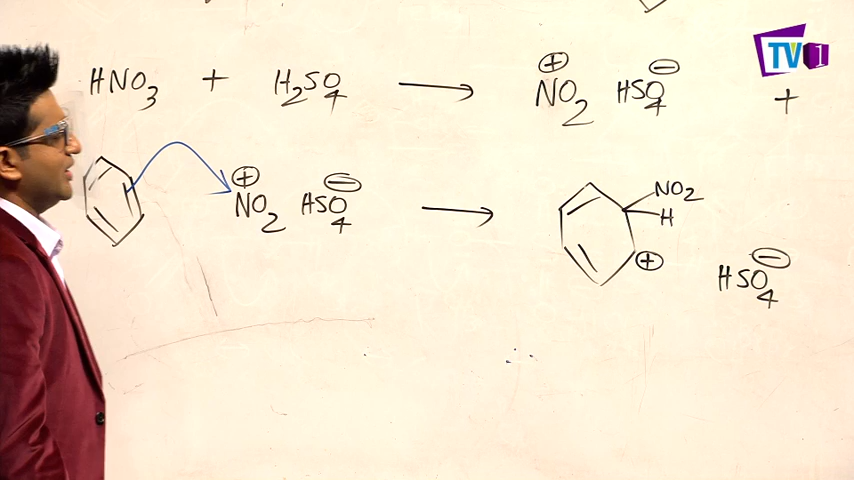 TV1
HNO3 + H2SO4 ⟶ ⊕NO2 HSO4⊖ +
⊕NO2 HSO4⊖ ⟶ NO2
H
⊕
HSO4⊖